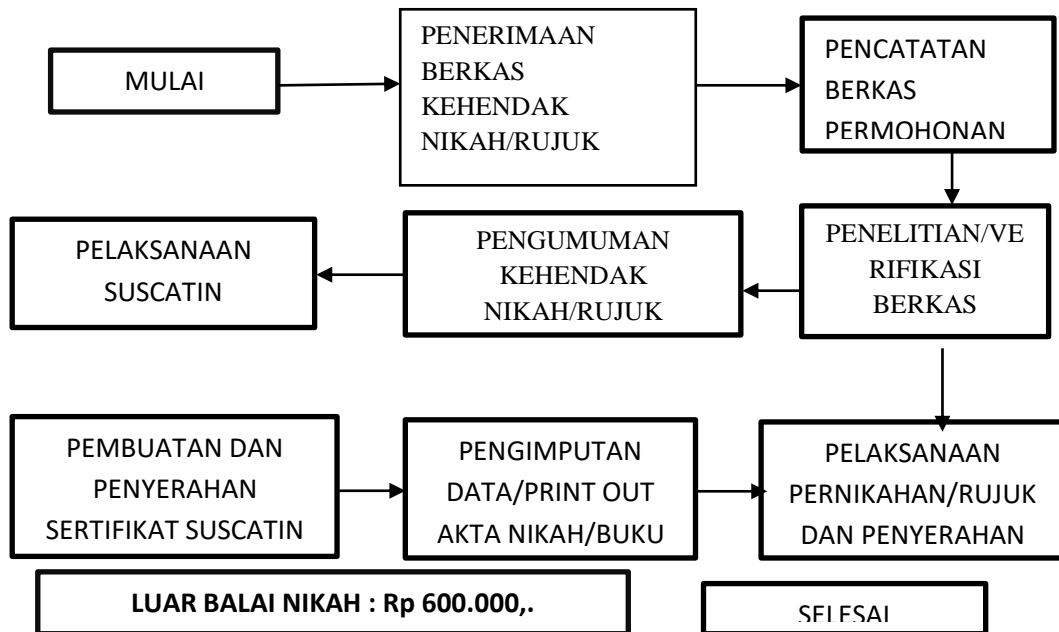 MULAI
PENERIMAAN
BERKAS
KEHENDAK
NIKAH/RUJUK
PENCATATAN
BERKAS
PERMOHONAN
PENELITIAN/VE
RIFIKASI
BERKAS
PENGUMUMAN
KEHENDAK
NIKAH/RUJUK
PELAKSANAAN
SUSCATIN
PEMBUATAN DAN
PENYERAHAN
SERTIFIKAT SUSCATIN
PENGIMPUTAN
DATA/PRINT OUT
AKTA NIKAH/BUKU
PELAKSANAAN
PERNIKAHAN/RUJUK
DAN PENYERAHAN
LUAR BALAI NIKAH : Rp 600.000,.
SELESAI